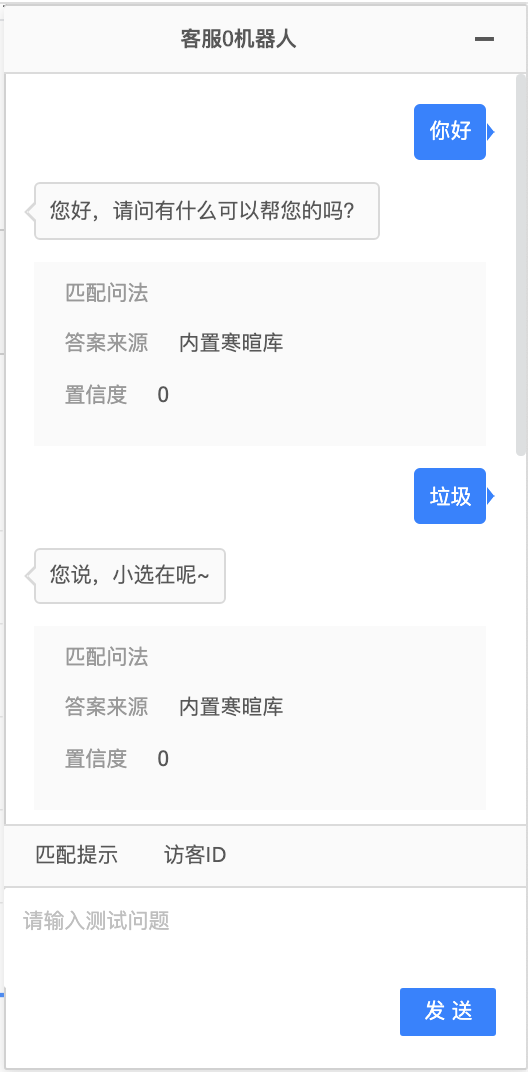 客服0机器人
你好
您好，请问有什么可以帮您的吗？
匹配问法
答案来源 内置寒暄库
置信度 0
垃圾
您说，小选在呢~
匹配问法
答案来源 内置寒暄库
置信度 0
匹配提示 访客ID
请输入测试问题
发 送